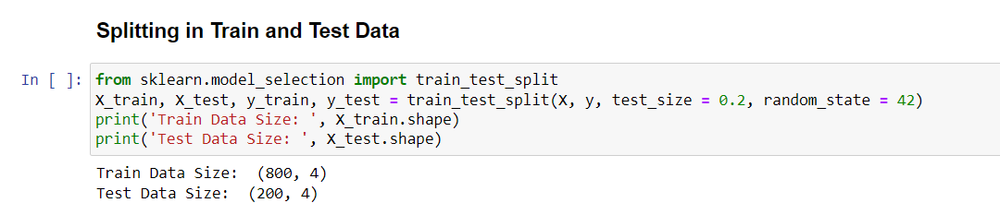 Splitting in Train and Test Data
In [ ]: from sklearn.model_selection import train_test_split
X_train, X_test, y_train, y_test = train_test_split(X, y, test_size = 0.2, random_state = 42)
print('Train Data Size: ', X_train.shape)
print('Test Data Size: ', X_test.shape)
Train Data Size:  (800, 4)
Test Data Size:  (200, 4)